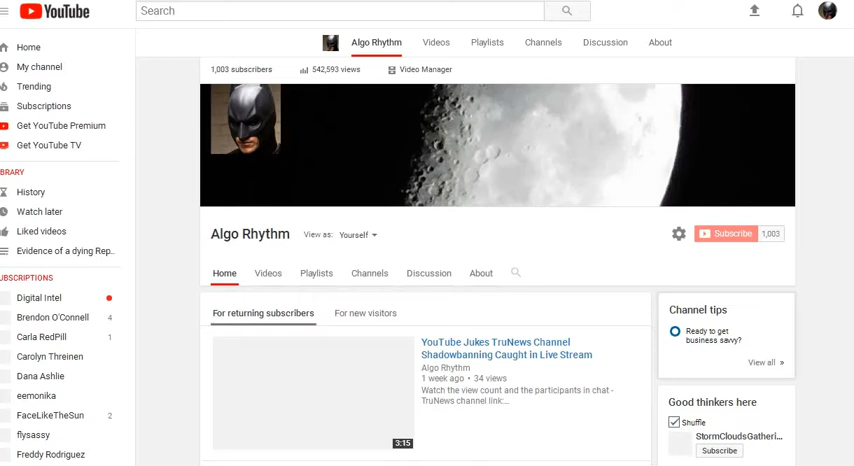 YouTube
Search
Home
My channel
Trending
Subscriptions
Get YouTube Premium
Get YouTube TV
BRARY
History
Watch later
Liked videos
Evidence of a dying Rep..
UBSCRIPTIONS
Digital Intel
Brendon O'Connell 4
Carla RedPill 1
Carolyn Threinen
Dana Ashlie
eemonika
FaceLikeTheSun 2
flysassy
Freddy Rodriguez
Algo Rhythm Videos Playlists Channels Discussion About
1,003 subscribers 542,593 views Video Manager
Algo Rhythm View as: Yourself
Subscribe 1,003
Home Videos Playlists Channels Discussion About
For returning subscribers For new visitors
3:15
YouTube Jukes TruNews Channel
Shadowbanning Caught in Live Stream
Algo Rhythm
1 week ago • 34 views
Watch the view count and the participants in chat -
TruNews channel link:...
Channel tips
Ready to get
business savvy?
View all »
Good thinkers here
Shuffle
StormCloudsGatheri...
Subscribe